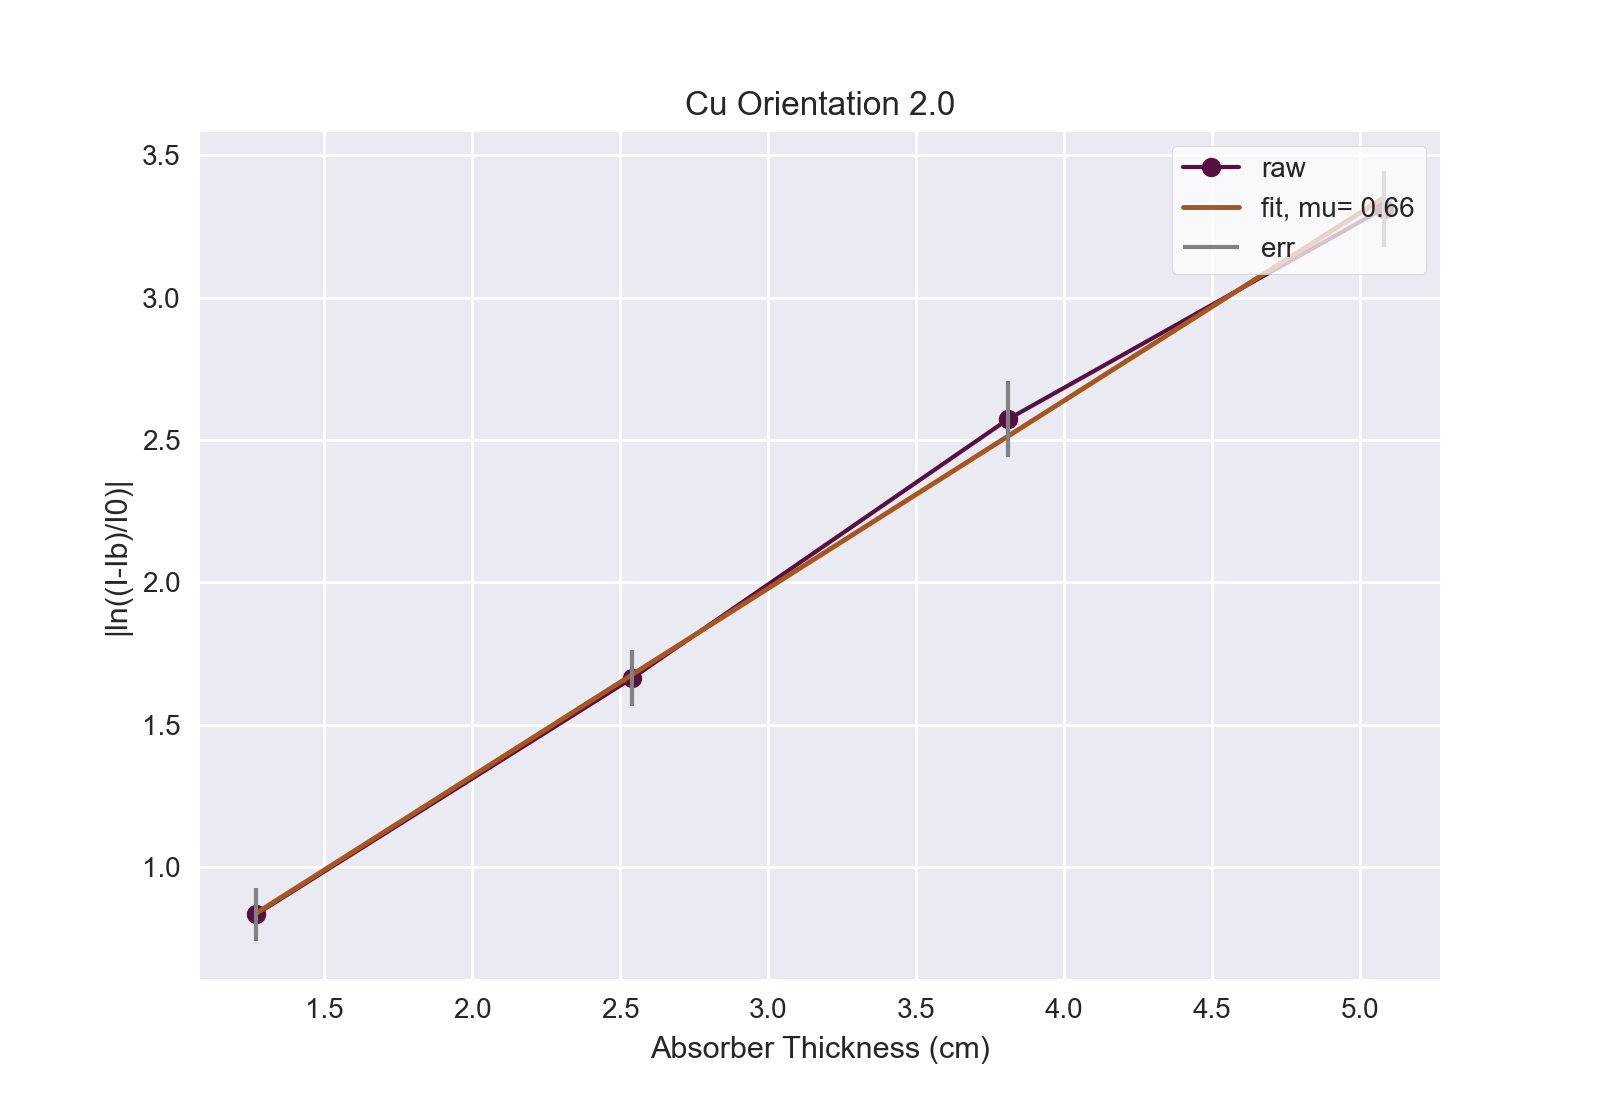 Cu Orientation 2.0
3.5
3.0
2.5
2.0
1.5
1.0
|ln((I-Ib)/I0)|
raw
fit, mu= 0.66
err
1.5 2.0 2.5 3.0 3.5 4.0 4.5 5.0
Absorber Thickness (cm)